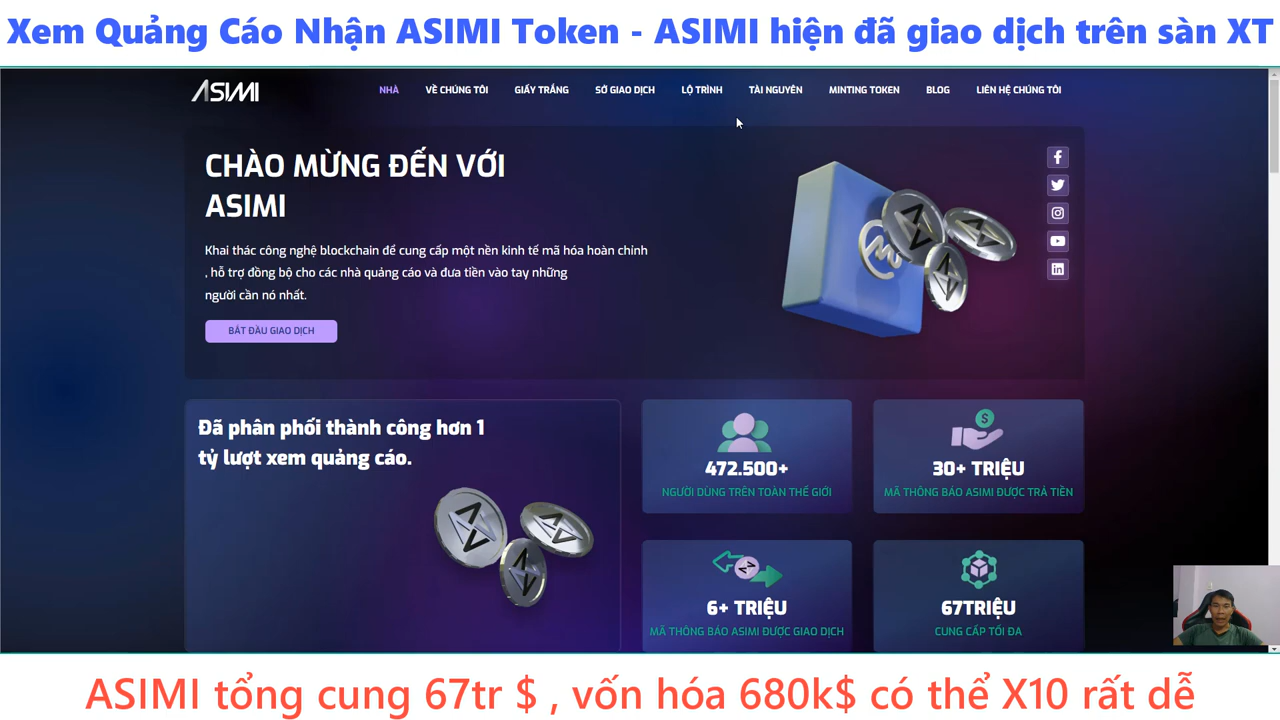 Xem Quảng Cáo Nhận ASIMI Token - ASIMI hiện đã giao dịch trên sàn XT
ASIMI
NHÀ VỀ CHÚNG TÔI GIẤY TRẮNG SỞ GIAO DỊCH LỘ TRÌNH TÀI NGUYÊN MINTING TOKEN BLOG LIÊN HỆ CHÚNG TÔI
CHÀO MỪNG ĐẾN VỚI
ASIMI
Khai thác công nghệ blockchain để cung cấp một nền kinh tế mã hóa hoàn chỉnh
, hỗ trợ đồng bộ cho các nhà quảng cáo và đưa tiền vào tay những
người cần nó nhất.
BẮT ĐẦU GIAO DỊCH
Đã phân phối thành công hơn 1
tỷ lượt xem quảng cáo.
472.500+
NGƯỜI DÙNG TRÊN TOÀN THẾ GIỚI
30+ TRIỆU
MÃ THÔNG BÁO ASIMI ĐƯỢC TRẢ TIỀN
6+ TRIỆU
MÃ THÔNG BÁO ASIMI ĐƯỢC GIAO DỊCH
67TRIỆU
CUNG CẤP TỐI ĐA
ASIMI tổng cung 67tr $ , vốn hóa 680k$ có thể X10 rất dễ